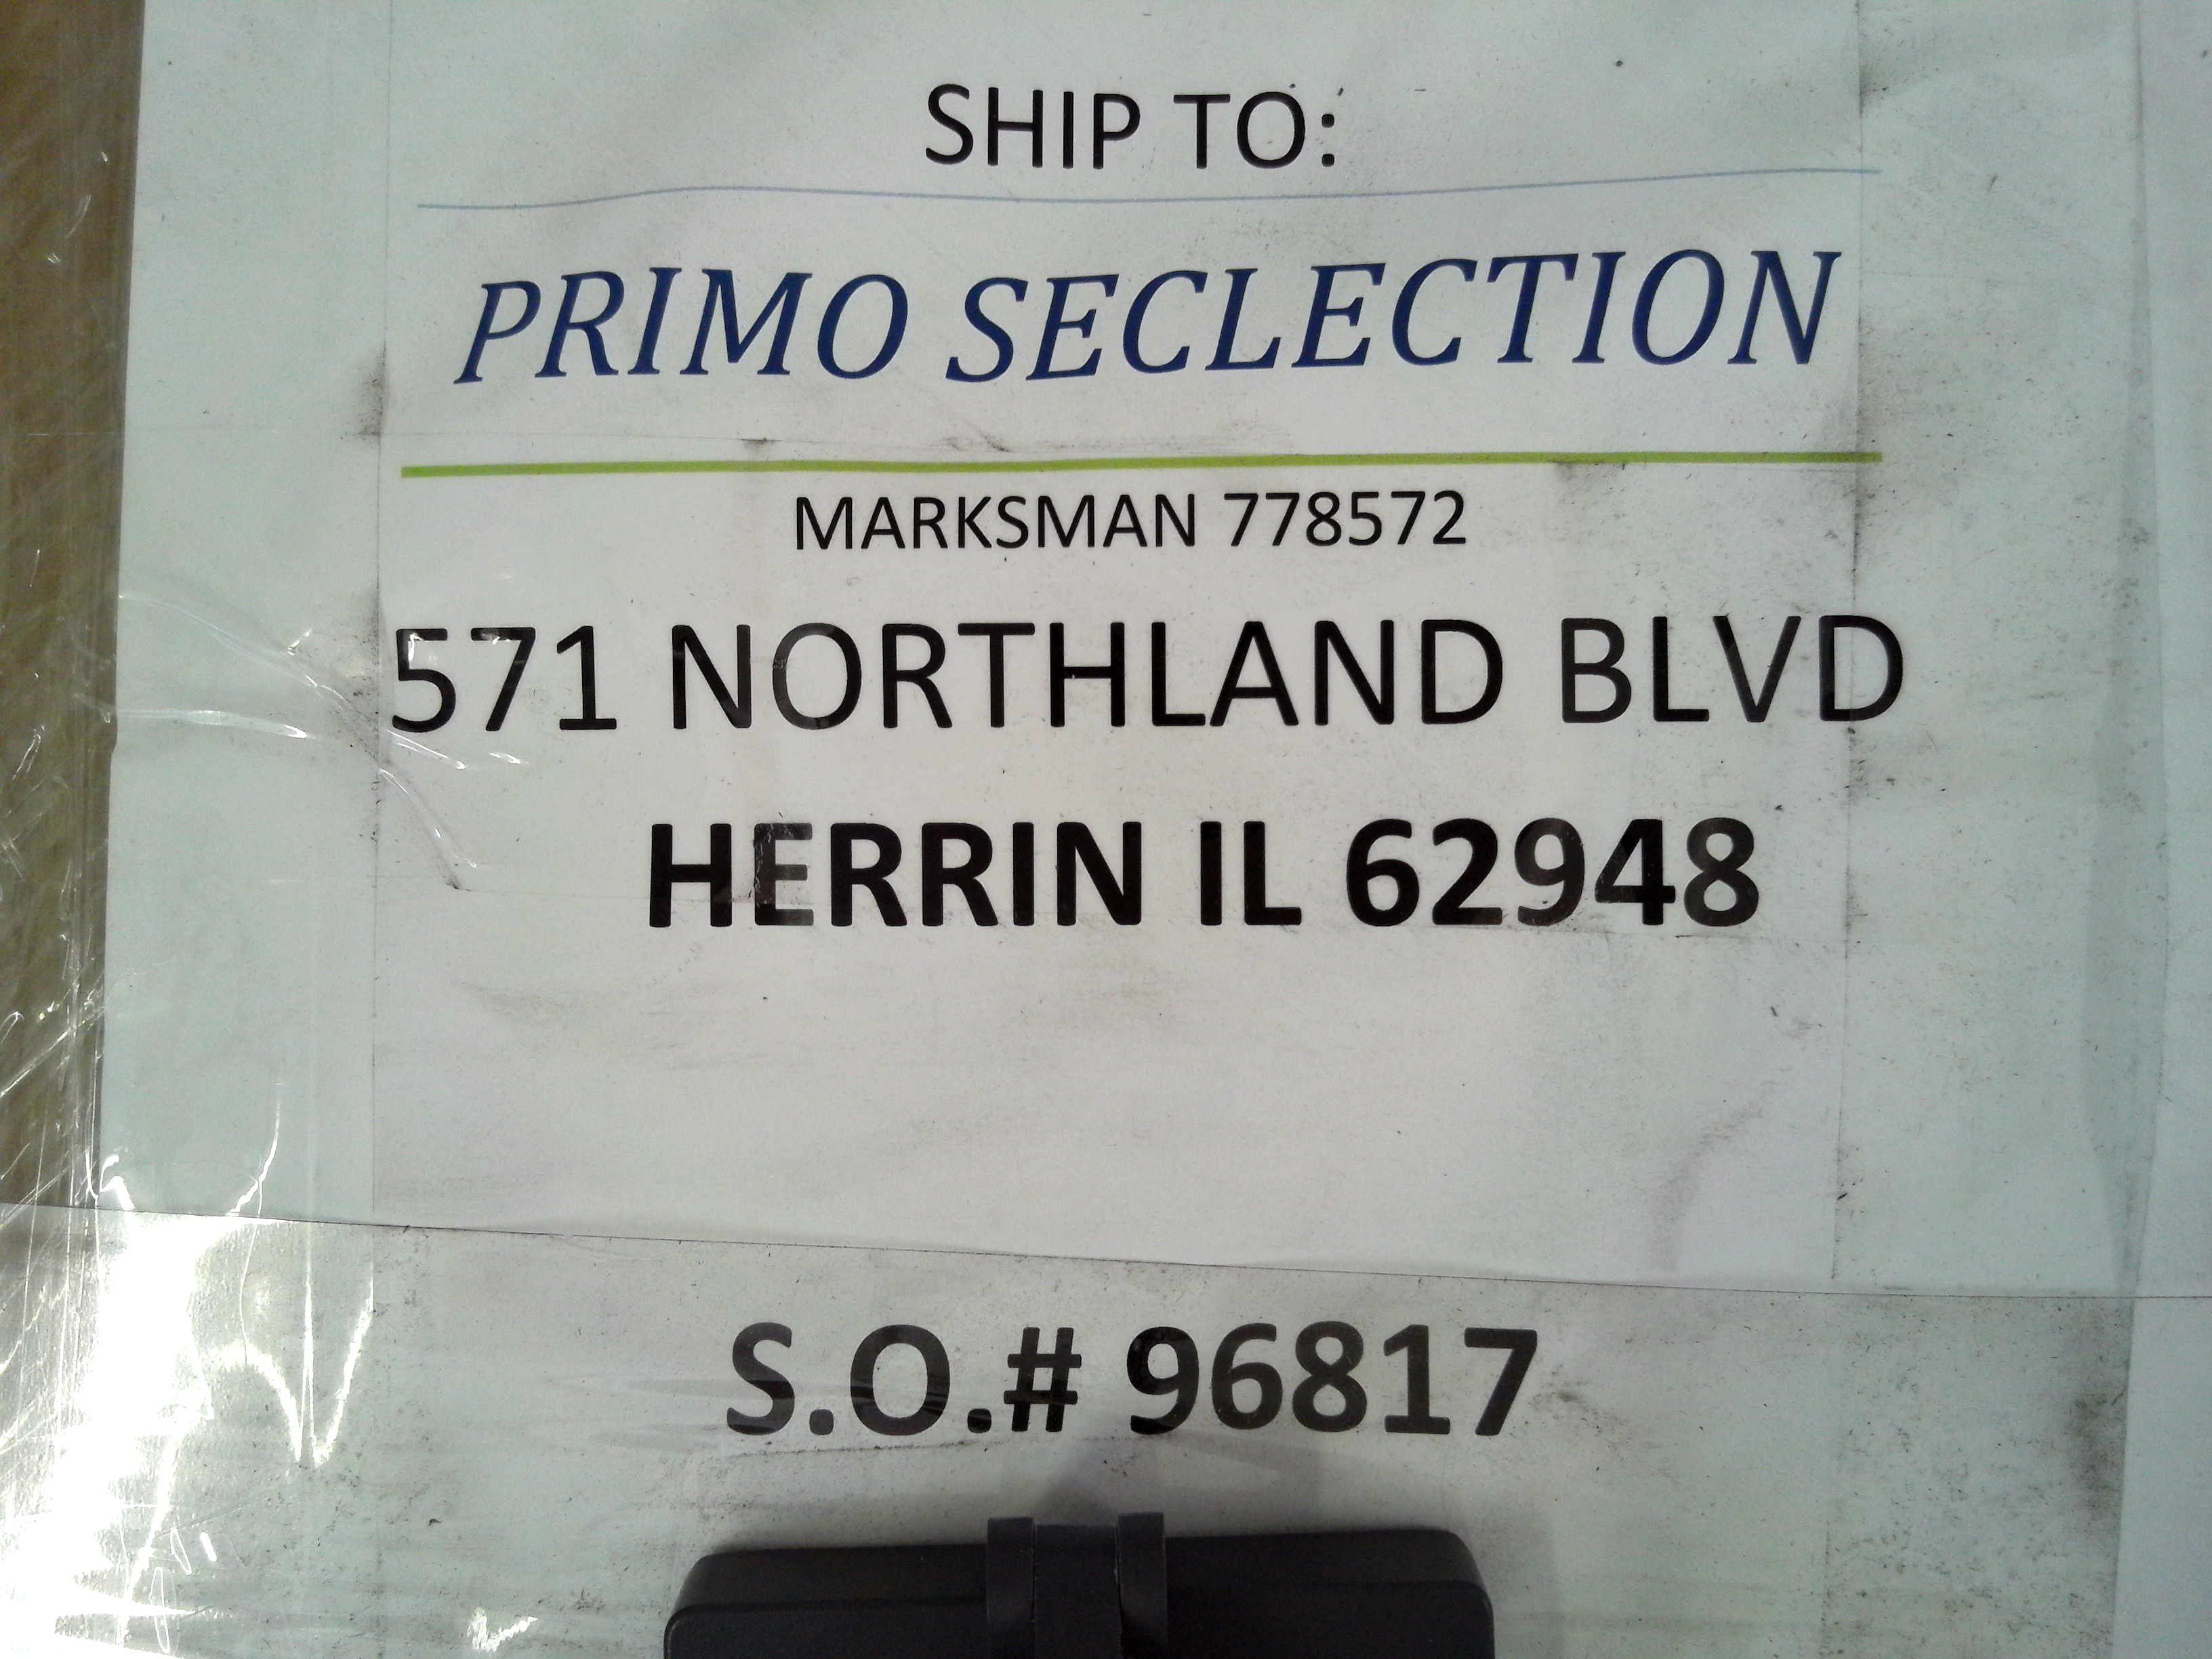 SHIP TO:
PRIMO SECLECTION
MARKSMAN 778572
571 NORTHLAND BLVD
HERRIN IL 62948
S.O.# 96817